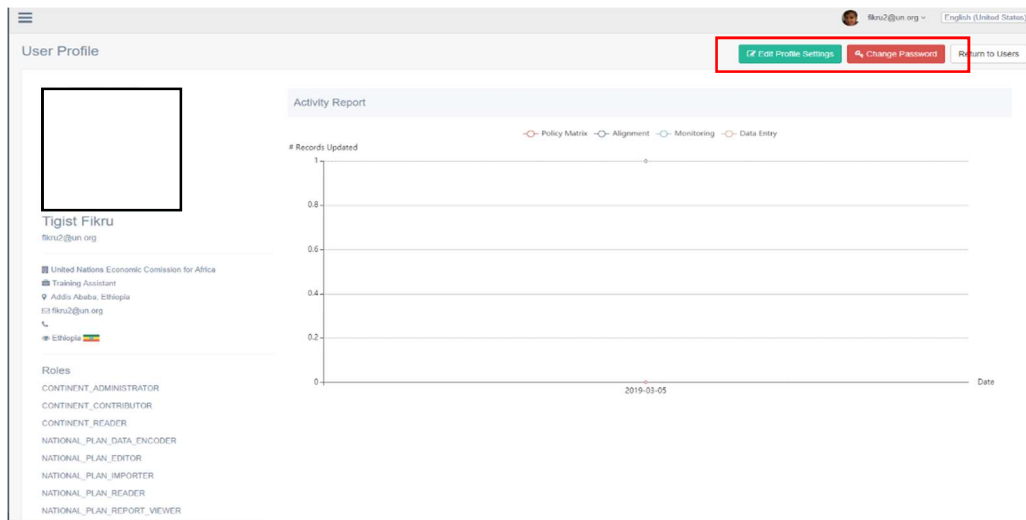 fikru2@un.org
English (United States)
User Profile
Edit Profile Settings
Change Password
Return to Users
Activity Report
Policy Matrix
Alignment
Monitoring
Data Entry
# Records Updated
1
0.8
0.6
0.4
0.2
0
2019-03-05
Date
Tigist Fikru
fikru2@un.org
United Nations Economic Comission for Africa
Training Assistant
Addis Ababa, Ethiopia
fikru2@un.org
Ethiopia
Roles
CONTINENT_ADMINISTRATOR
CONTINENT_CONTRIBUTOR
CONTINENT_READER
NATIONAL_PLAN_DATA_ENCODER
NATIONAL_PLAN_EDITOR
NATIONAL_PLAN_IMPORTER
NATIONAL_PLAN_READER
NATIONAL_PLAN_REPORT_VIEWER